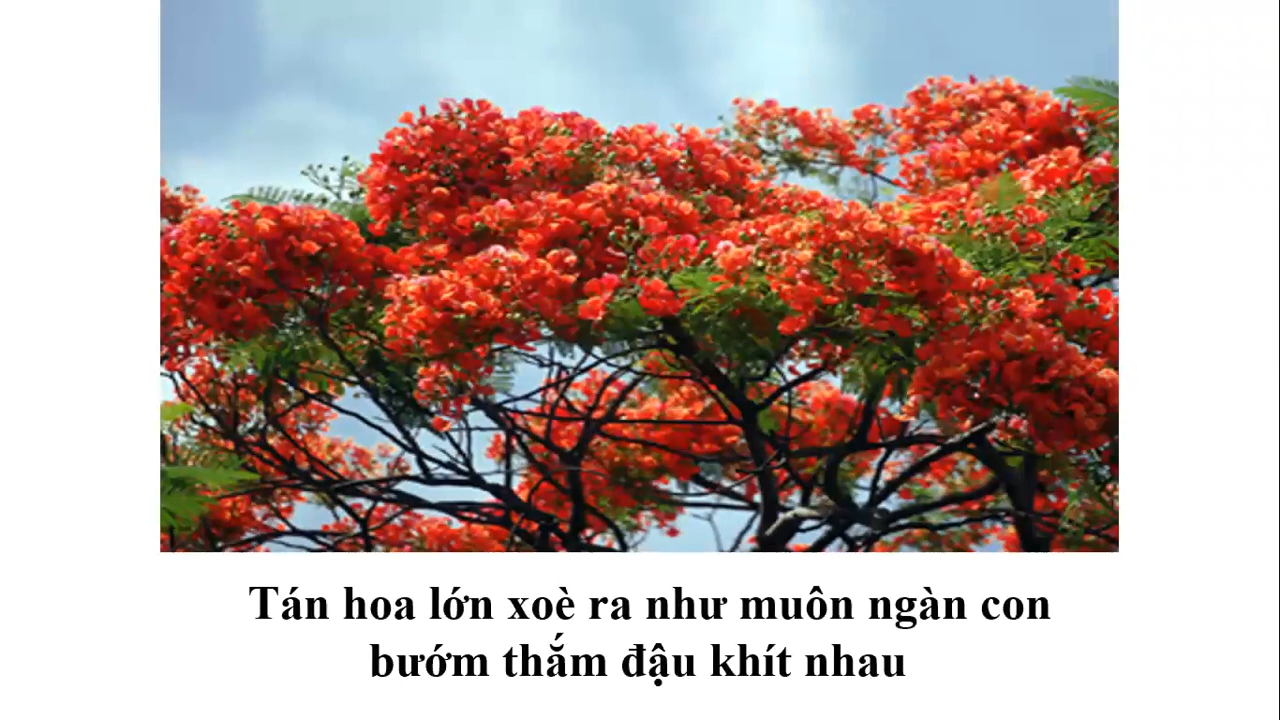 Tán hoa lớn xoè ra như muôn ngàn con
bướm thắm đậu khít nhau